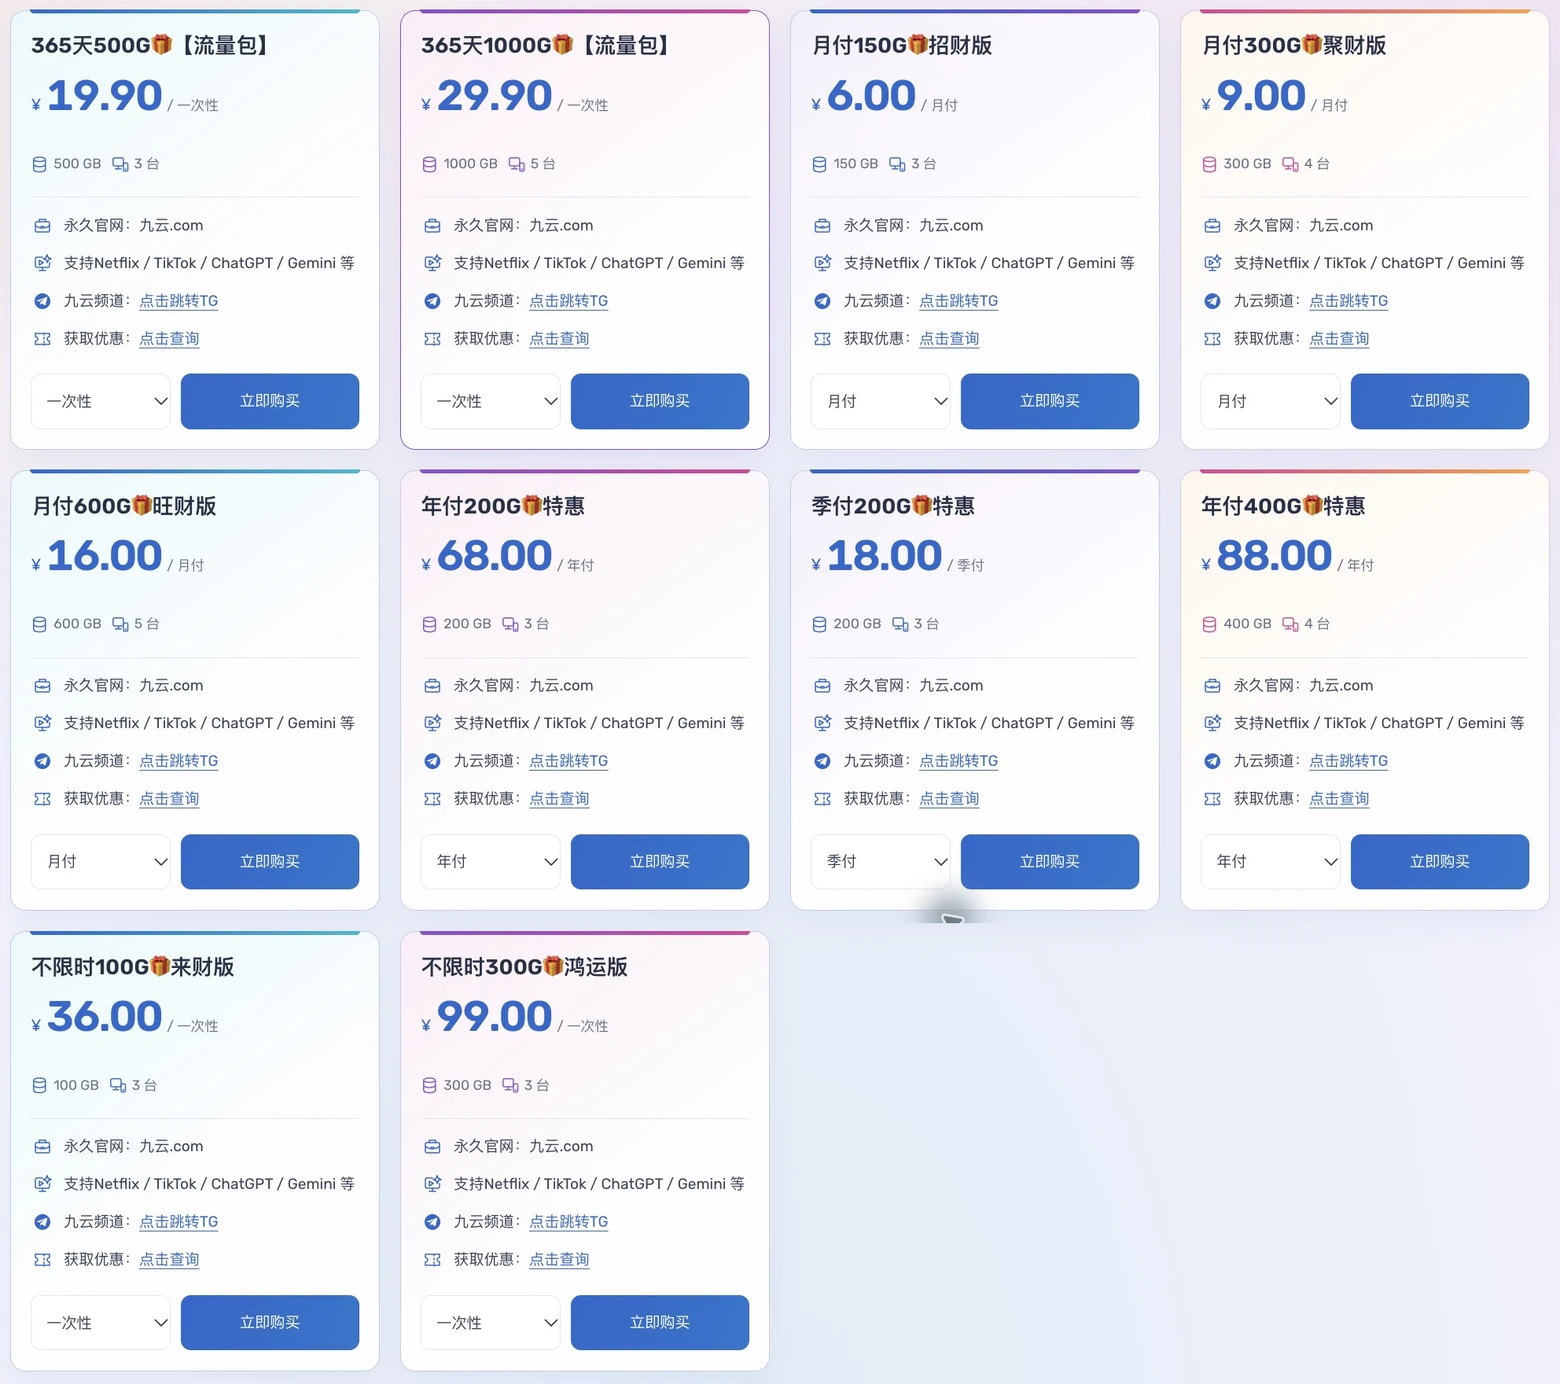 365天500G🎁【流量包】
¥ 19.90 / 一次性
500 GB 3 台
永久官网：九云.com
支持Netflix / TikTok / ChatGPT / Gemini 等
九云频道：点击跳转TG
获取优惠：点击查询
一次性 立即购买
365天1000G🎁【流量包】
¥ 29.90 / 一次性
1000 GB 5 台
永久官网：九云.com
支持Netflix / TikTok / ChatGPT / Gemini 等
九云频道：点击跳转TG
获取优惠：点击查询
一次性 立即购买
月付150G🎁招财版
¥ 6.00 / 月付
150 GB 3 台
永久官网：九云.com
支持Netflix / TikTok / ChatGPT / Gemini 等
九云频道：点击跳转TG
获取优惠：点击查询
月付 立即购买
月付300G🎁聚财版
¥ 9.00 / 月付
300 GB 4 台
永久官网：九云.com
支持Netflix / TikTok / ChatGPT / Gemini 等
九云频道：点击跳转TG
获取优惠：点击查询
月付 立即购买
月付600G🎁旺财版
¥ 16.00 / 月付
600 GB 5 台
永久官网：九云.com
支持Netflix / TikTok / ChatGPT / Gemini 等
九云频道：点击跳转TG
获取优惠：点击查询
月付 立即购买
年付200G🎁特惠
¥ 68.00 / 年付
200 GB 3 台
永久官网：九云.com
支持Netflix / TikTok / ChatGPT / Gemini 等
九云频道：点击跳转TG
获取优惠：点击查询
年付 立即购买
季付200G🎁特惠
¥ 18.00 / 季付
200 GB 3 台
永久官网：九云.com
支持Netflix / TikTok / ChatGPT / Gemini 等
九云频道：点击跳转TG
获取优惠：点击查询
季付 立即购买
年付400G🎁特惠
¥ 88.00 / 年付
400 GB 4 台
永久官网：九云.com
支持Netflix / TikTok / ChatGPT / Gemini 等
九云频道：点击跳转TG
获取优惠：点击查询
年付 立即购买
不限时100G🎁来财版
¥ 36.00 / 一次性
100 GB 3 台
永久官网：九云.com
支持Netflix / TikTok / ChatGPT / Gemini 等
九云频道：点击跳转TG
获取优惠：点击查询
一次性 立即购买
不限时300G🎁鸿运版
¥ 99.00 / 一次性
300 GB 3 台
永久官网：九云.com
支持Netflix / TikTok / ChatGPT / Gemini 等
九云频道：点击跳转TG
获取优惠：点击查询
一次性 立即购买